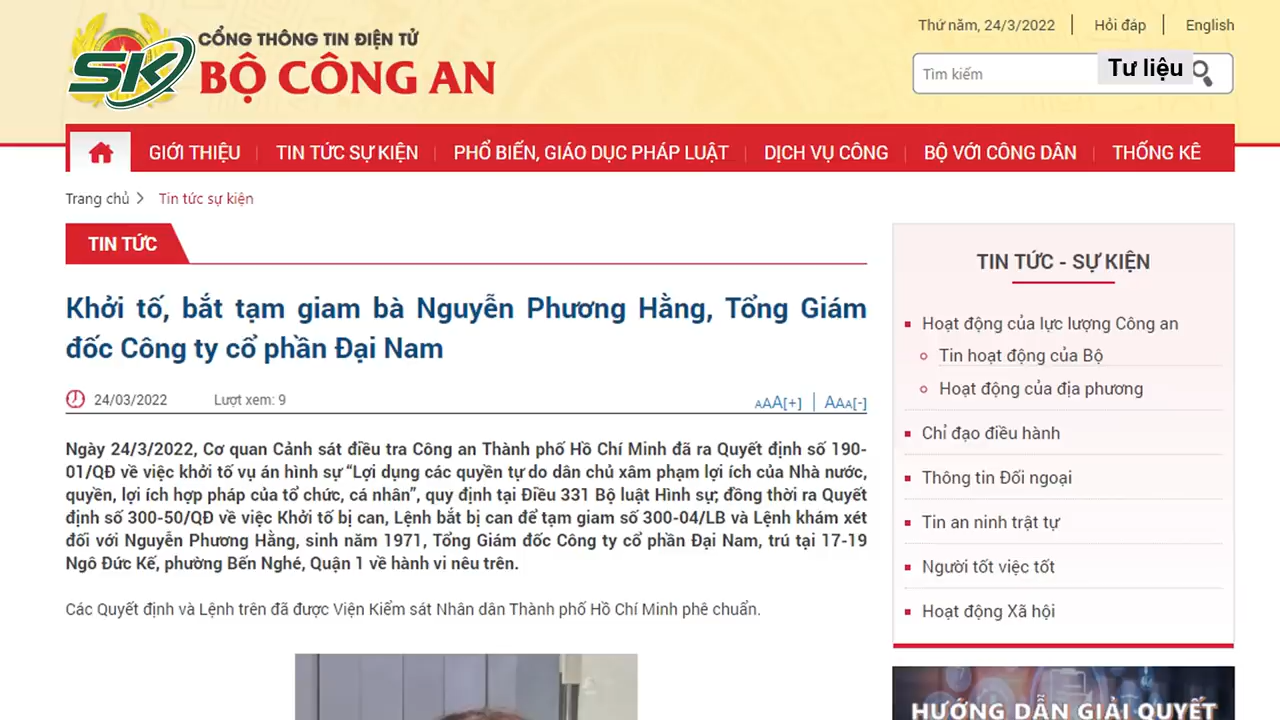 Thứ năm, 24/3/2022 | Hỏi đáp | English
CỔNG THÔNG TIN ĐIỆN TỬ
BỘ CÔNG AN
SK
Tìm kiếm
Tư liệu
GIỚI THIỆU
TIN TỨC SỰ KIỆN
PHỔ BIẾN, GIÁO DỤC PHÁP LUẬT
DỊCH VỤ CÔNG
BỘ VỚI CÔNG DÂN
THỐNG KÊ
Trang chủ > Tin tức sự kiện
TIN TỨC
Khởi tố, bắt tạm giam bà Nguyễn Phương Hằng, Tổng Giám
đốc Công ty cổ phần Đại Nam
24/03/2022 Lượt xem: 9
AAA[+] | AAA[-]
Ngày 24/3/2022, Cơ quan Cảnh sát điều tra Công an Thành phố Hồ Chí Minh đã ra Quyết định số 190-
01/QĐ về việc khởi tố vụ án hình sự “Lợi dụng các quyền tự do dân chủ xâm phạm lợi ích của Nhà nước,
quyền, lợi ích hợp pháp của tổ chức, cá nhân”, quy định tại Điều 331 Bộ luật Hình sự; đồng thời ra Quyết
định số 300-50/QĐ về việc Khởi tố bị can, Lệnh bắt bị can để tạm giam số 300-04/LB và Lệnh khám xét
đối với Nguyễn Phương Hằng, sinh năm 1971, Tổng Giám đốc Công ty cổ phần Đại Nam, trú tại 17-19
Ngô Đức Kế, phường Bến Nghé, Quận 1 về hành vi nêu trên.
Các Quyết định và Lệnh trên đã được Viện Kiểm sát Nhân dân Thành phố Hồ Chí Minh phê chuẩn.
TIN TỨC - SỰ KIỆN
Hoạt động của lực lượng Công an
Tin hoạt động của Bộ
Hoạt động của địa phương
Chỉ đạo điều hành
Thông tin Đối ngoại
Tin an ninh trật tự
Người tốt việc tốt
Hoạt động Xã hội
HƯỚNG DẪN GIẢI QUYẾT